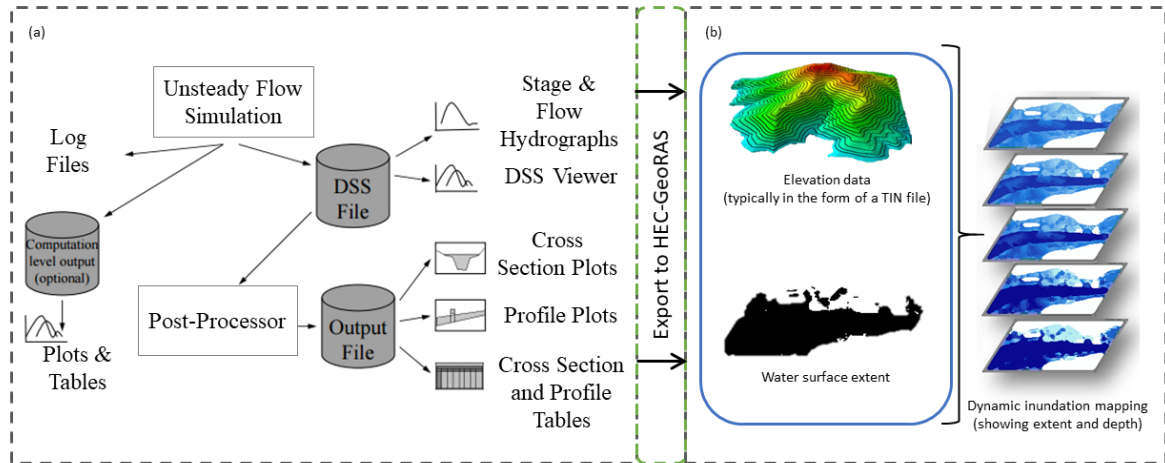 (a)
Unsteady Flow
Simulation
Log
Files
DSS
File
Stage &
Flow
Hydrographs
DSS Viewer
Computation
level output
(optional)
Plots &
Tables
Post-Processor
Output
File
Cross
Section Plots
Profile Plots
Cross Section
and Profile
Tables
Export to HEC-GeoRAS
(b)
Elevation data
(typically in the form of a TIN file)
Water surface extent
Dynamic inundation mapping
(showing extent and depth)